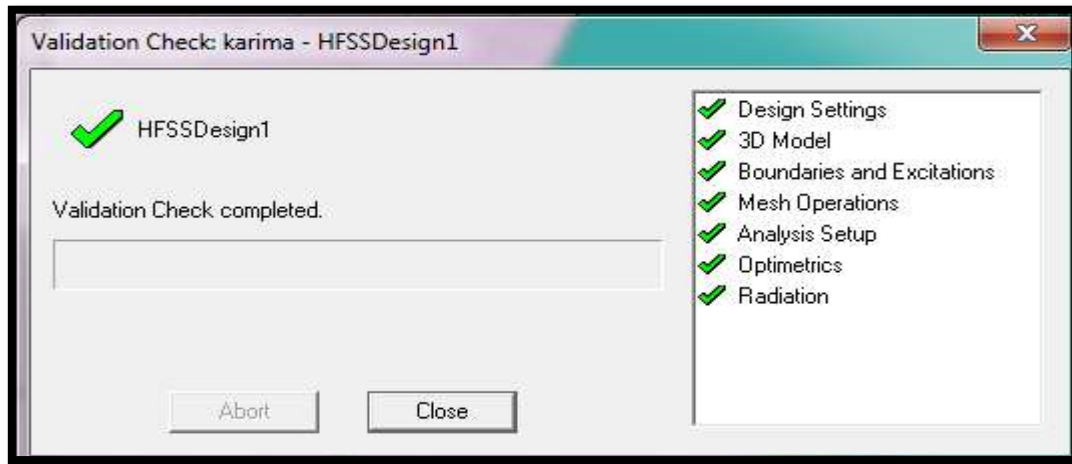 Validation Check: karima - HFSSDesign1
HFSSDesign1
Validation Check completed.
Abort
Close
Design Settings
3D Model
Boundaries and Excitations
Mesh Operations
Analysis Setup
Optimetrics
Radiation